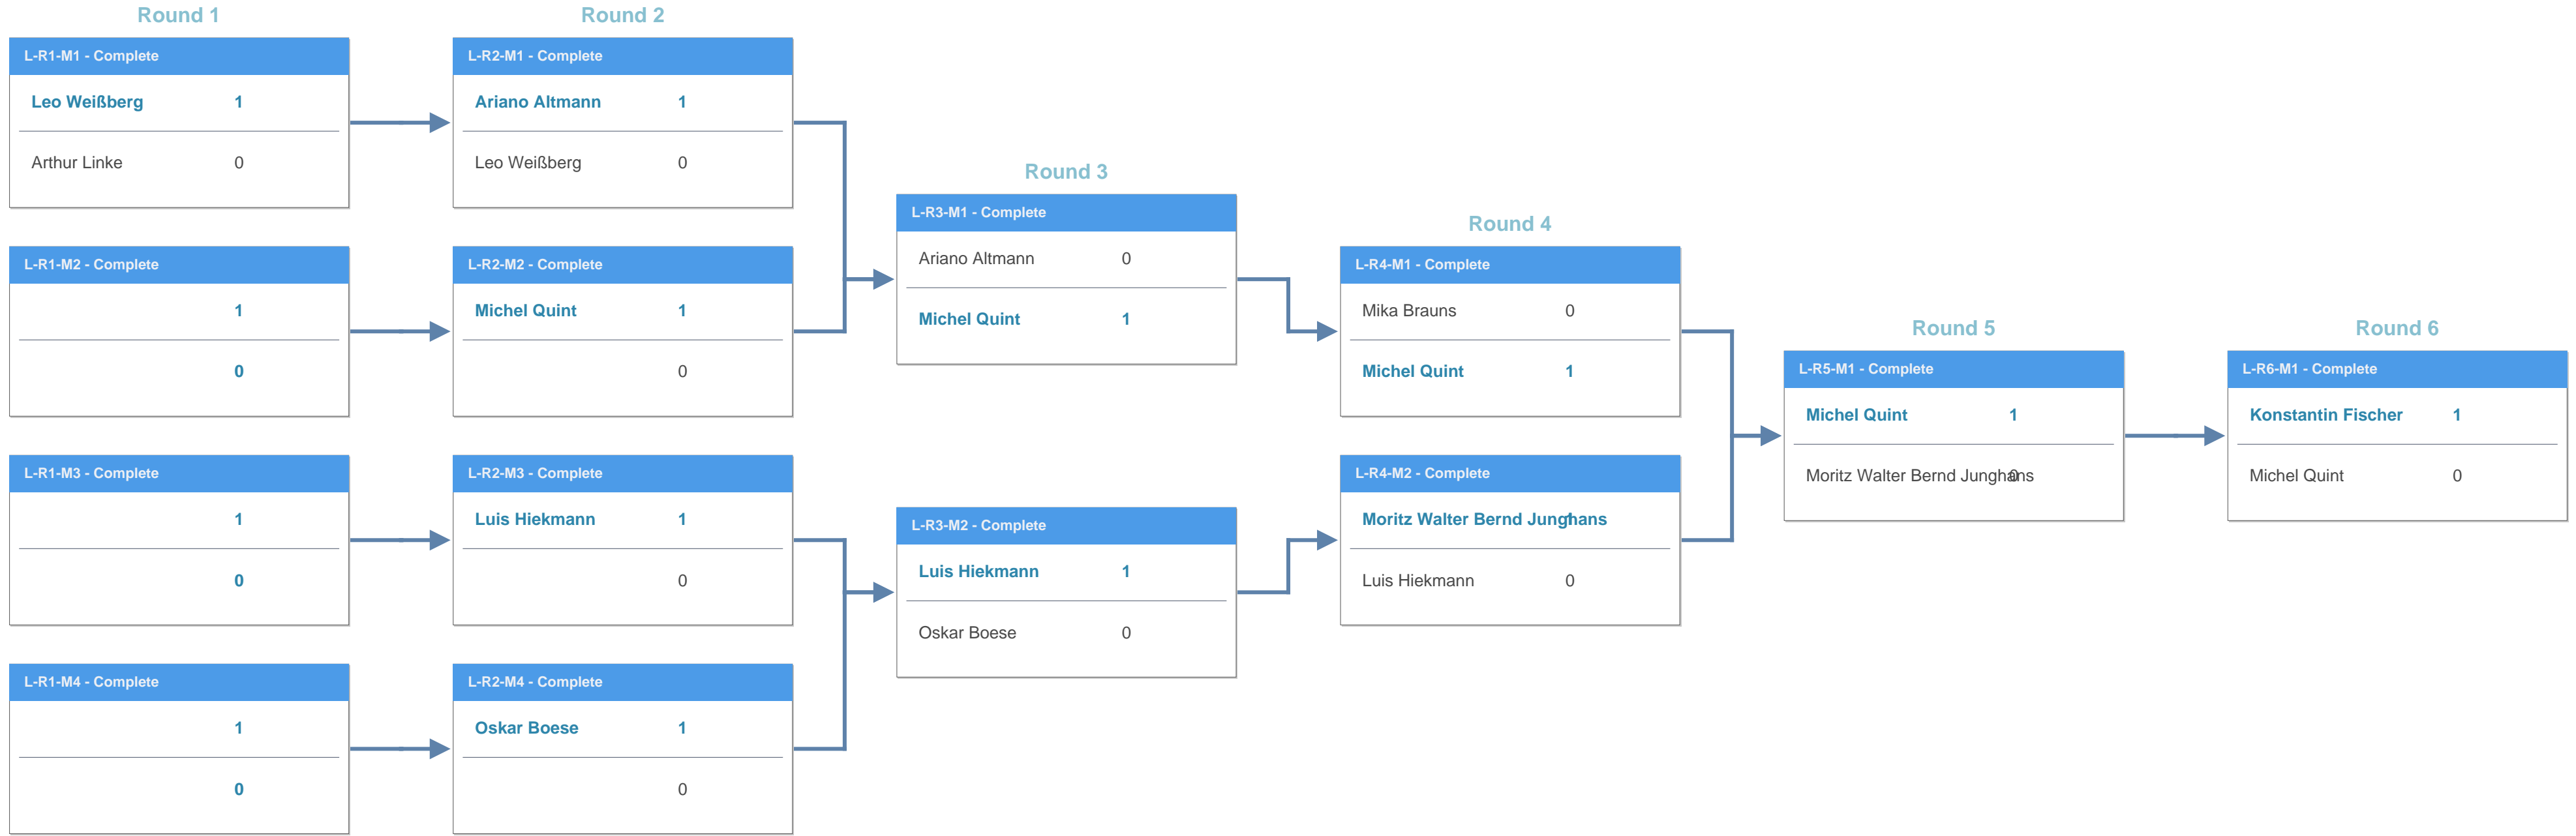 Round 1
L-R1-M1 - Complete
Leo Weißberg 1
Arthur Linke 0
L-R1-M2 - Complete
1
0
L-R1-M3 - Complete
1
0
L-R1-M4 - Complete
1
0
Round 2
L-R2-M1 - Complete
Ariano Altmann 1
Leo Weißberg 0
L-R2-M2 - Complete
Michel Quint 1
0
L-R2-M3 - Complete
Luis Hiekmann 1
0
L-R2-M4 - Complete
Oskar Boese 1
0
Round 3
L-R3-M1 - Complete
Ariano Altmann 0
Michel Quint 1
L-R3-M2 - Complete
Luis Hiekmann 1
Oskar Boese 0
Round 4
L-R4-M1 - Complete
Mika Brauns 0
Michel Quint 1
L-R4-M2 - Complete
Moritz Walter Bernd Junghans 1
Luis Hiekmann 0
Round 5
L-R5-M1 - Complete
Michel Quint 1
Moritz Walter Bernd Junghans 0
Round 6
L-R6-M1 - Complete
Konstantin Fischer 1
Michel Quint 0